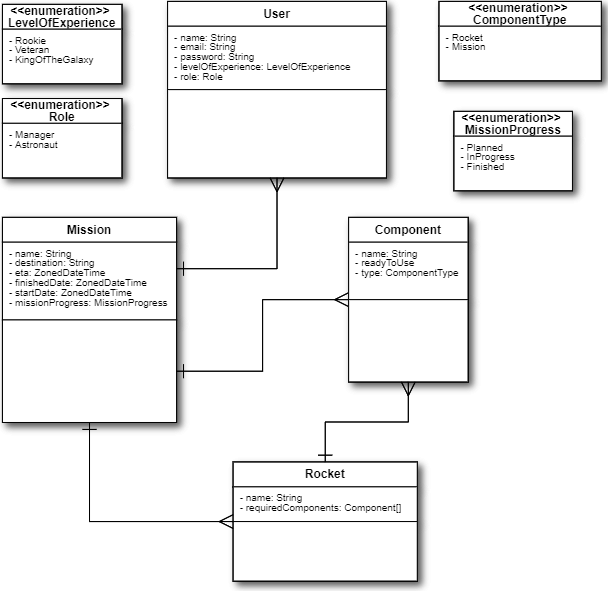 <<enumeration>>
LevelOfExperience
- Rookie
- Veteran
- KingOfTheGalaxy
<<enumeration>>
Role
- Manager
- Astronaut
User
- name: String
- email: String
- password: String
- levelOfExperience: LevelOfExperience
- role: Role
<<enumeration>>
ComponentType
- Rocket
- Mission
<<enumeration>>
MissionProgress
- Planned
- InProgress
- Finished
Mission
- name: String
- destination: String
- eta: ZonedDateTime
- finishedDate: ZonedDateTime
- startDate: ZonedDateTime
- missionProgress: MissionProgress
Component
- name: String
- readyToUse
- type: ComponentType
Rocket
- name: String
- requiredComponents: Component[]